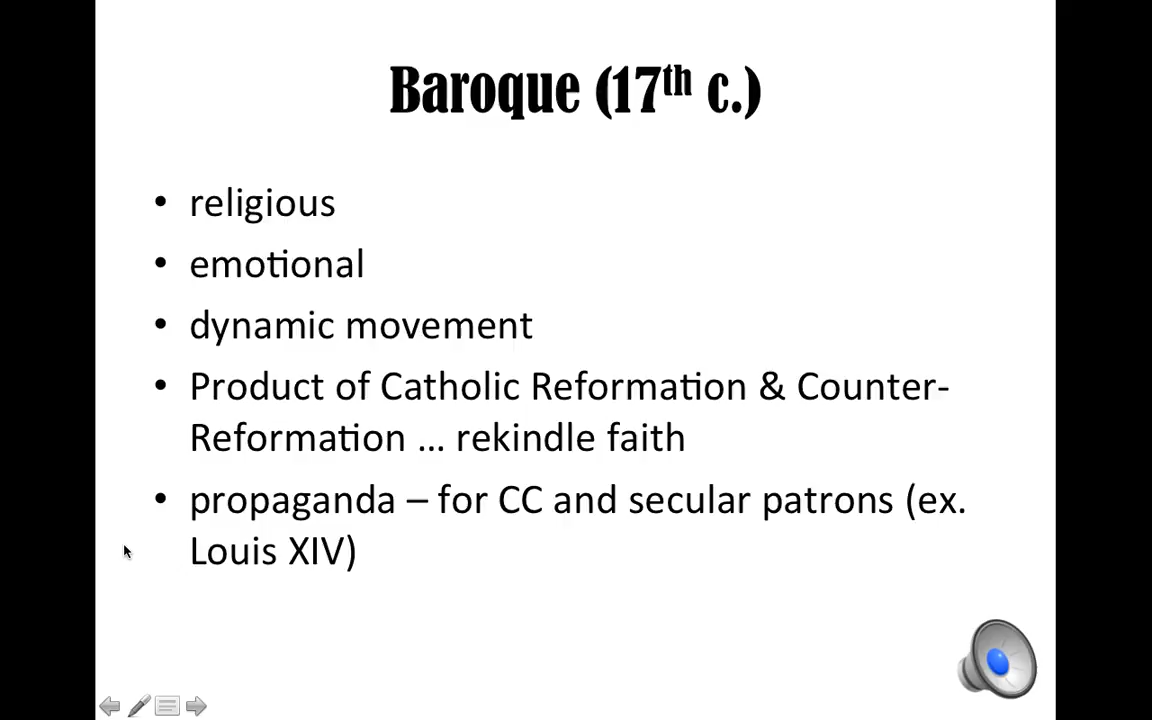 Baroque (17th c.)
• religious
• emotional
• dynamic movement
• Product of Catholic Reformation & Counter-
Reformation … rekindle faith
• propaganda – for CC and secular patrons (ex.
Louis XIV)